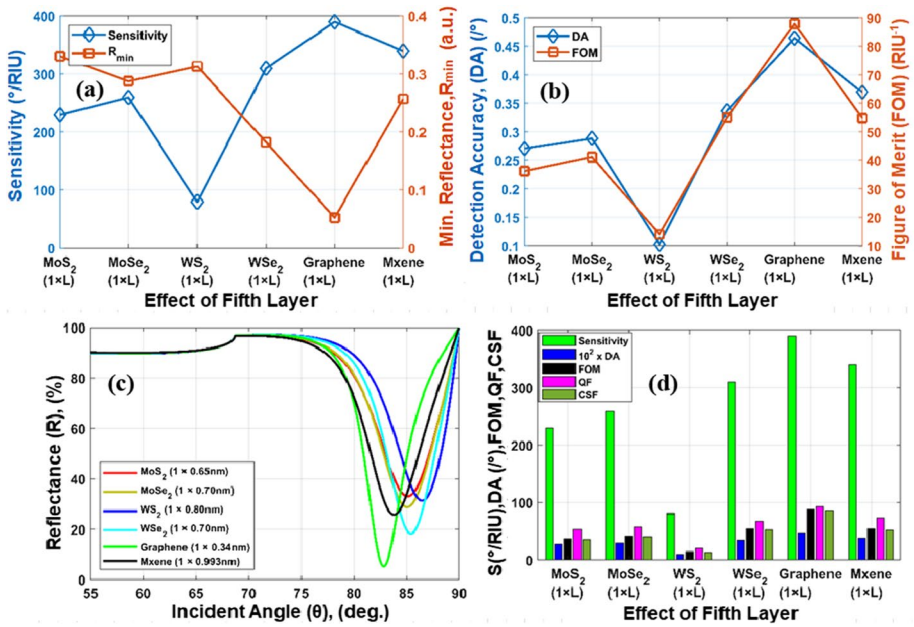 (a)
Sensitivity
R_min
Sensitivity (°/RIU)
400
300
200
100
0
Min. Reflectance,Rmin (a.u.)
0.4
0.3
0.2
0.1
0
MoS2 MoSe2 WS2 WSe2 Graphene Mxene
(1×L) (1×L) (1×L) (1×L) (1×L) (1×L)
Effect of Fifth Layer
(b)
DA
FOM
Detection Accuracy, (DA) (/°)
0.5
0.45
0.4
0.35
0.3
0.25
0.2
0.15
0.1
Figure of Merit (FOM) (RIU-1)
90
80
70
60
50
40
30
20
10
MoS2 MoSe2 WS2 WSe2 Graphene Mxene
(1×L) (1×L) (1×L) (1×L) (1×L) (1×L)
Effect of Fifth Layer
(c)
Reflectance (R), (%)
100
80
60
40
20
0
MoS2 (1 × 0.65nm)
MoSe2 (1 × 0.70nm)
WS2 (1 × 0.80nm)
WSe2 (1 × 0.70nm)
Graphene (1 × 0.34nm)
Mxene (1 × 0.993nm)
55 60 65 70 75 80 85 90
Incident Angle (θ), (deg.)
(d)
S(°/RIU),DA (/°),FOM,QF,CSF
400
300
200
100
0
Sensitivity
10² x DA
FOM
QF
CSF
MoS2 MoSe2 WS2 WSe2 Graphene Mxene
(1×L) (1×L) (1×L) (1×L) (1×L) (1×L)
Effect of Fifth Layer